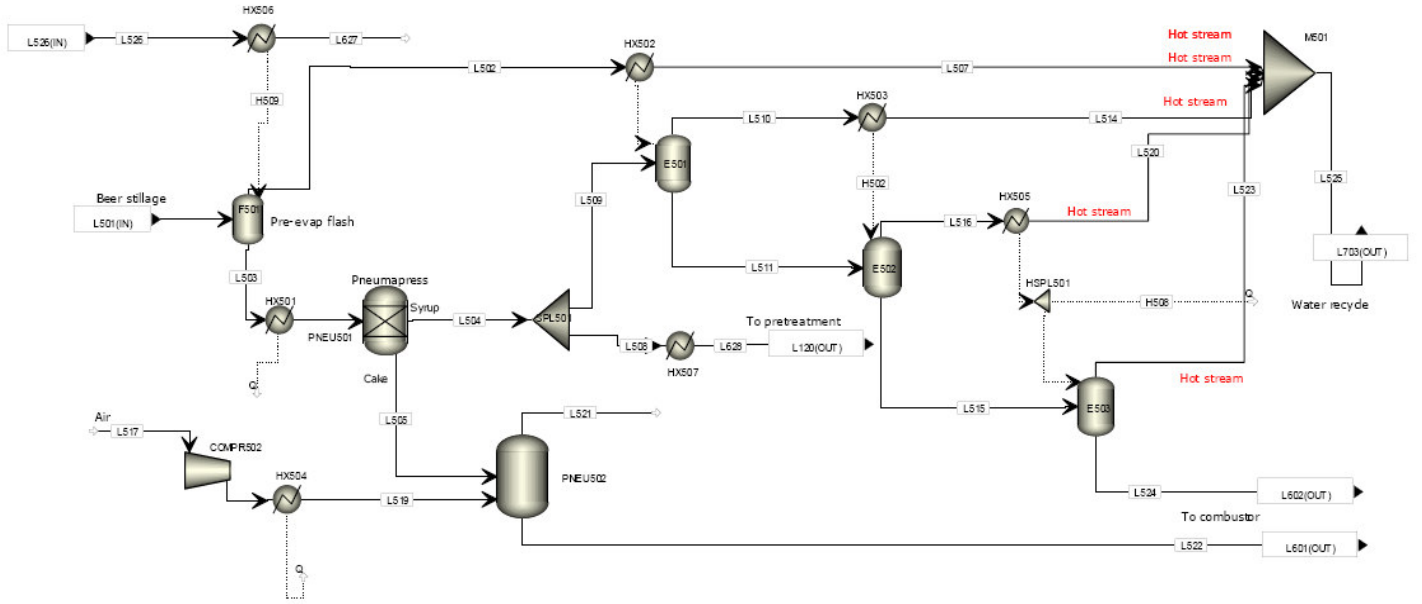 HX506
L526(IN)
L526
L627
Hot stream
M501
HX502
L502
Hot stream
L507
H509
HX503
Hot stream
L510
L514
L520
E501
H502
L523
L525
Beer stillage
L509
HX505
F501
L501(IN)
Pre-evap flash
L516
Hot stream
L703(OUT)
L511
E502
L503
HSPL501
Pneumapress
H508
Q
HX501
Syrup
Water recycle
PNEU501
L504
SPL501
To pretreatment
L508
L628
L120(OUT)
HX507
Cake
Q
Hot stream
L515
E503
Air
L505
L521
L517
COMPR502
HX504
PNEU502
L519
L524
L602(OUT)
To combustor
L522
L601(OUT)
Q